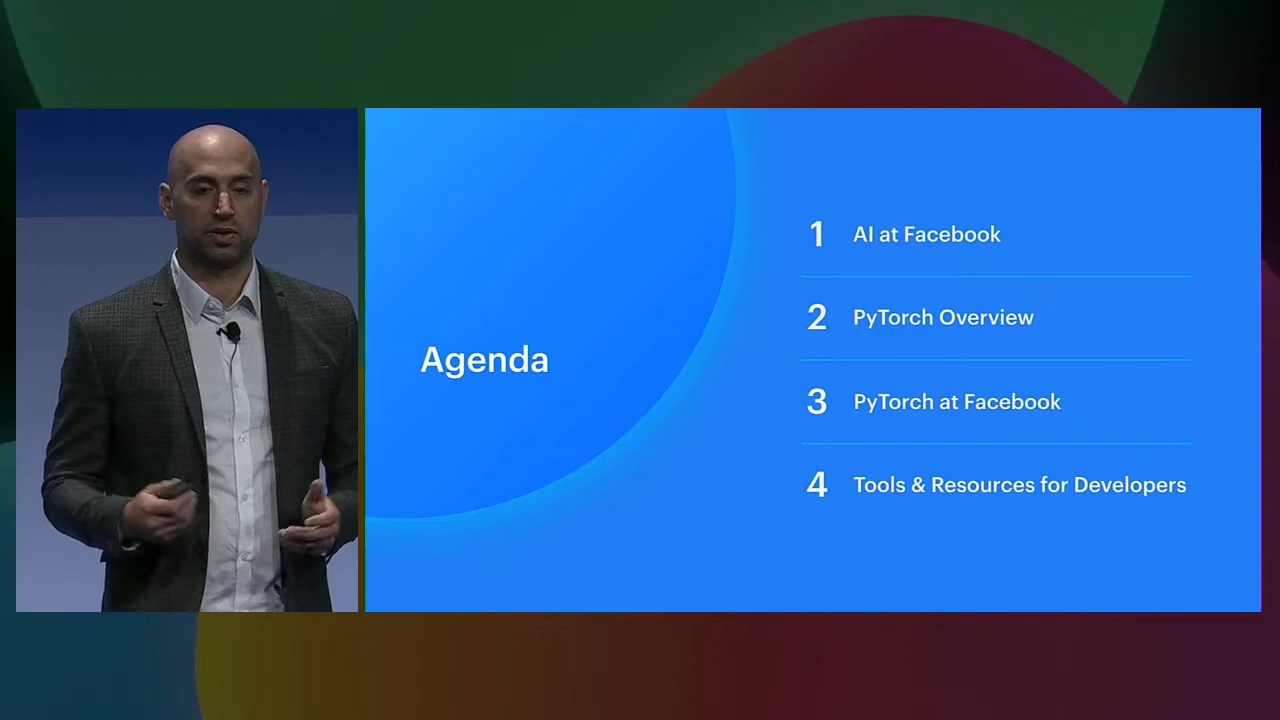 Agenda
1 AI at Facebook
2 PyTorch Overview
3 PyTorch at Facebook
4 Tools & Resources for Developers